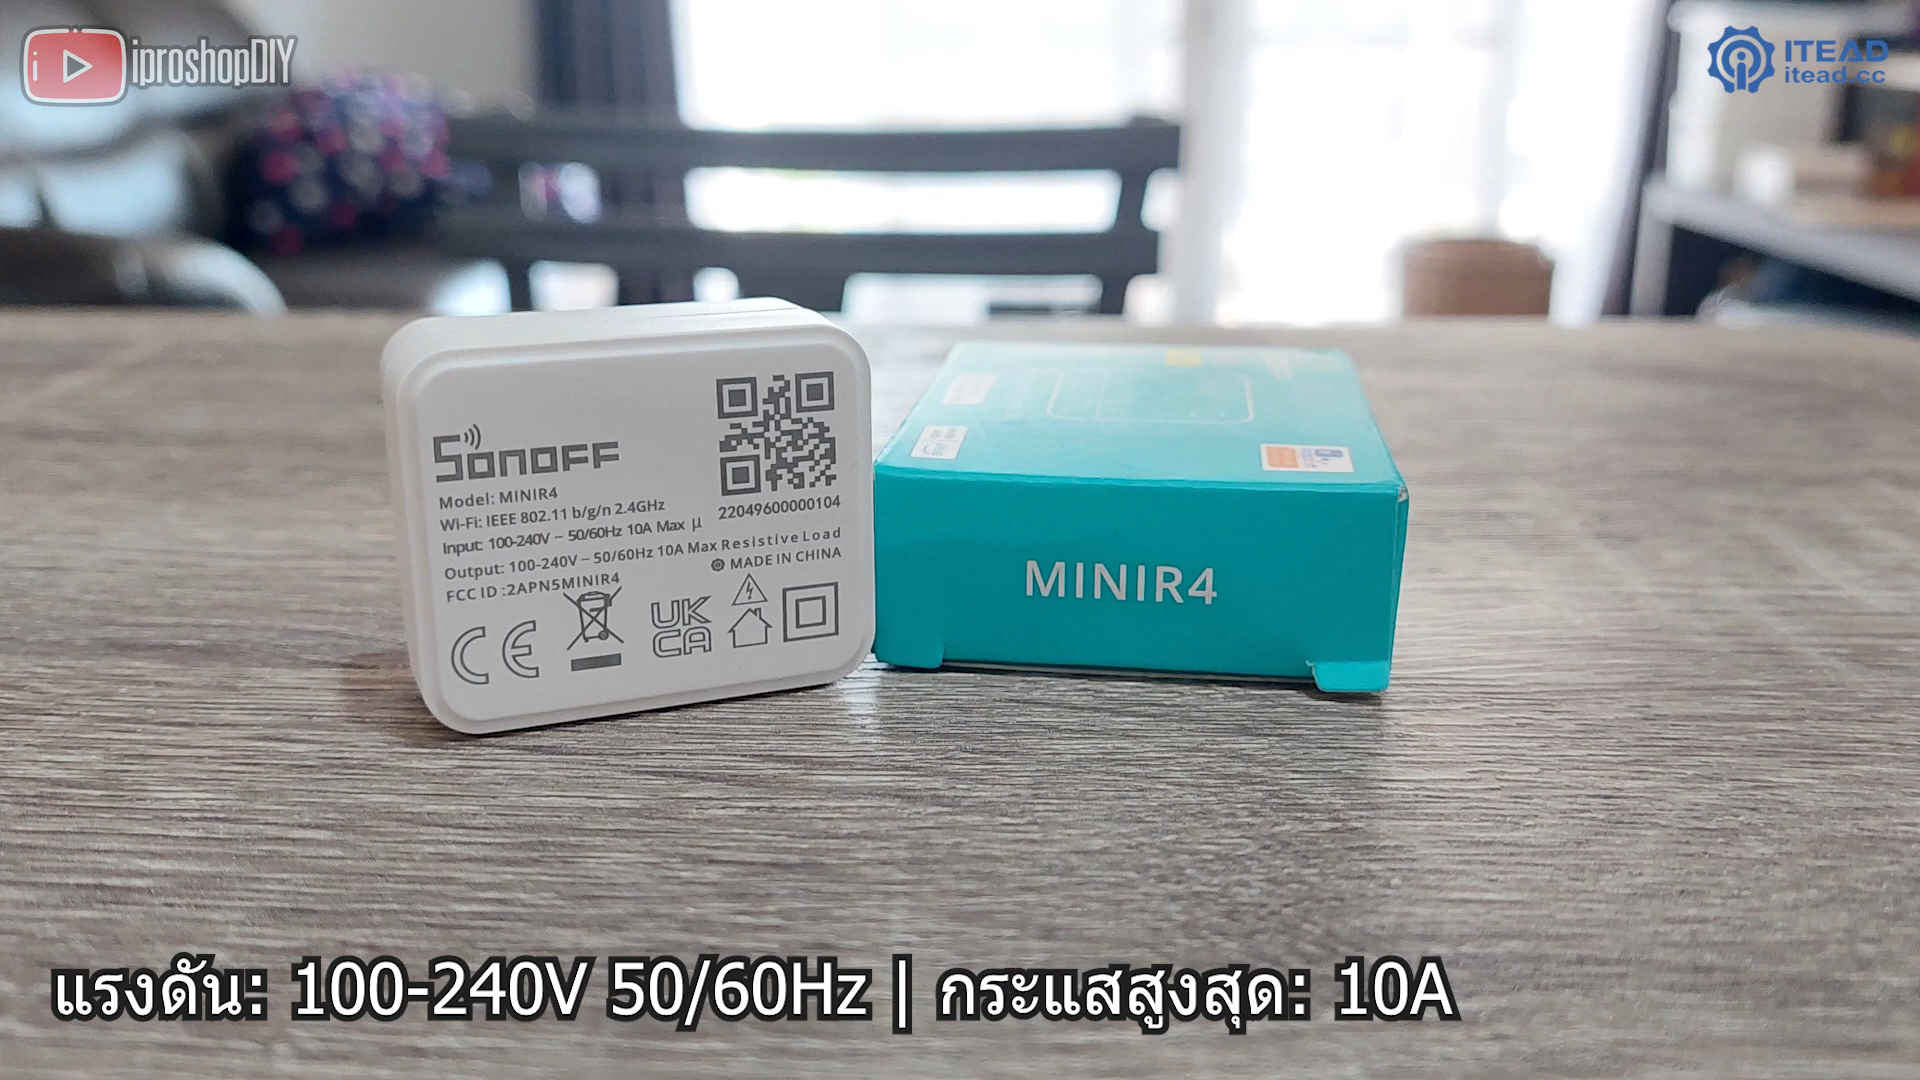 iproshopDIY
ITEAD
itead.cc
SONOFF
Model: MINIR4
Wi-Fi: IEEE 802.11 b/g/n 2.4GHz
Input: 100-240V ~ 50/60Hz 10A Max μ
Output: 100-240V ~ 50/60Hz 10A Max Resistive Load
FCC ID :2APN5MINIR4
22049600000104
MADE IN CHINA
CE
UK
CA
MINIR4
แรงดัน: 100-240V 50/60Hz | กระแสสูงสุด: 10A